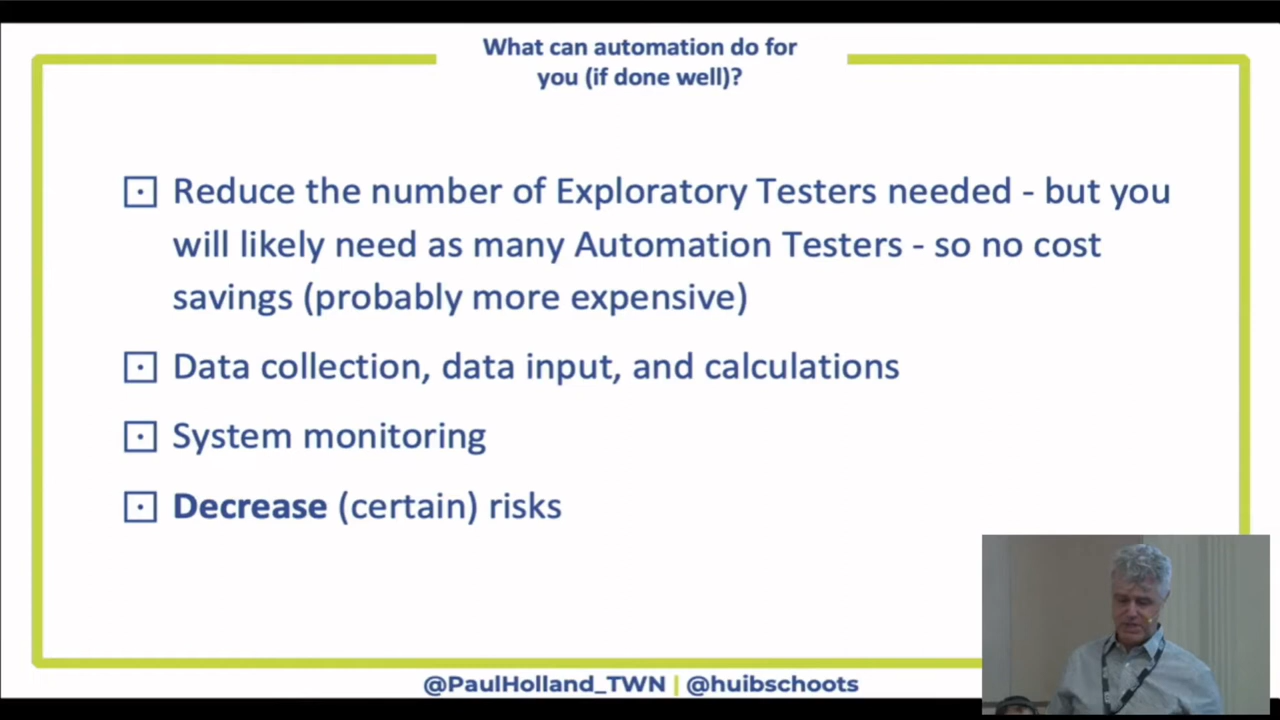 What can automation do for
you (if done well)?
Reduce the number of Exploratory Testers needed - but you
will likely need as many Automation Testers - so no cost
savings (probably more expensive)
Data collection, data input, and calculations
System monitoring
Decrease (certain) risks
@PaulHolland_TWN | @huibschoots